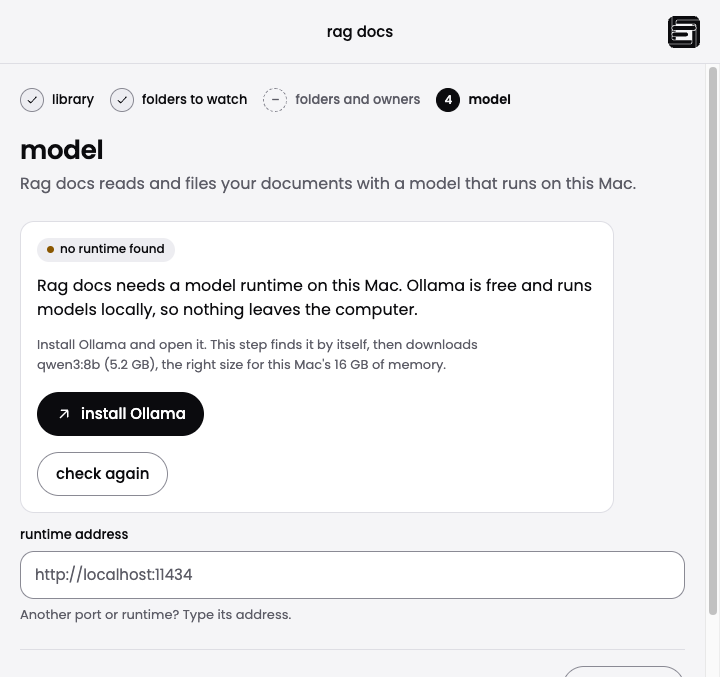 rag docs
library
folders to watch
– folders and owners
4 model
model
Rag docs reads and files your documents with a model that runs on this Mac.
no runtime found
Rag docs needs a model runtime on this Mac. Ollama is free and runs
models locally, so nothing leaves the computer.
Install Ollama and open it. This step finds it by itself, then downloads
qwen3:8b (5.2 GB), the right size for this Mac's 16 GB of memory.
install Ollama
check again
runtime address
http://localhost:11434
Another port or runtime? Type its address.